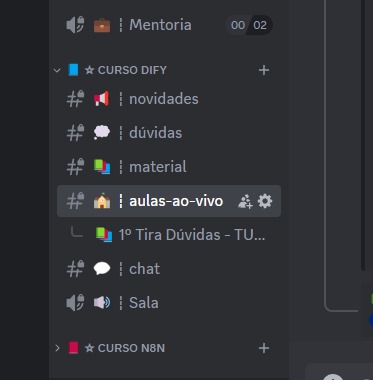 Mentoria 00 02
☆ CURSO DIFY
novidades
dúvidas
material
aulas-ao-vivo
1º Tira Dúvidas - TU...
chat
Sala
☆ CURSO N8N